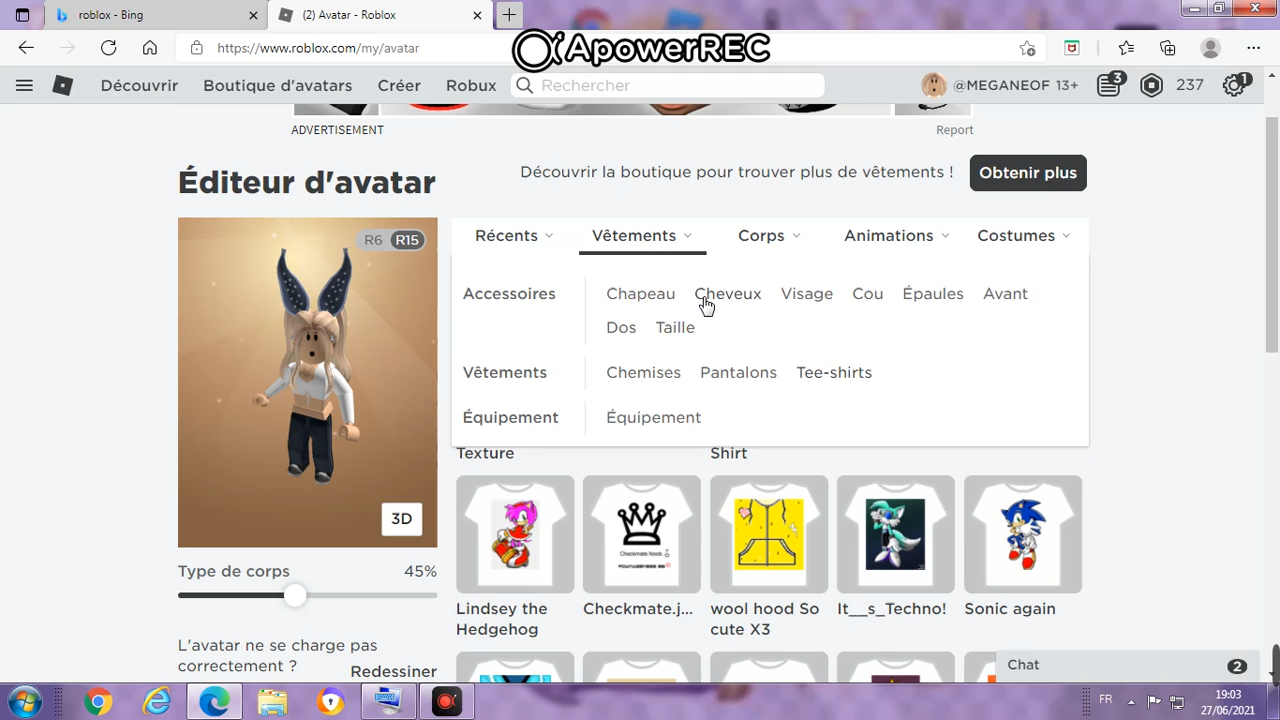 roblox - Bing
(2) Avatar - Roblox
https://www.roblox.com/my/avatar
ApowerREC
Découvrir Boutique d'avatars Créer Robux Rechercher @MEGANEOF 13+ 3 237 1
ADVERTISEMENT Report
Éditeur d'avatar
Découvrir la boutique pour trouver plus de vêtements ! Obtenir plus
R6 R15
Récents Vêtements Corps Animations Costumes
Accessoires Chapeau Cheveux Visage Cou Épaules Avant
Dos Taille
Vêtements Chemises Pantalons Tee-shirts
Équipement Équipement
Texture Shirt
3D
Checkmate Noob.
Type de corps 45%
Lindsey the Hedgehog
Checkmate.j...
wool hood So cute X3
It__s_Techno!
Sonic again
L'avatar ne se charge pas
correctement ? Redessiner
Chat 2
FR
19:03
27/06/2021